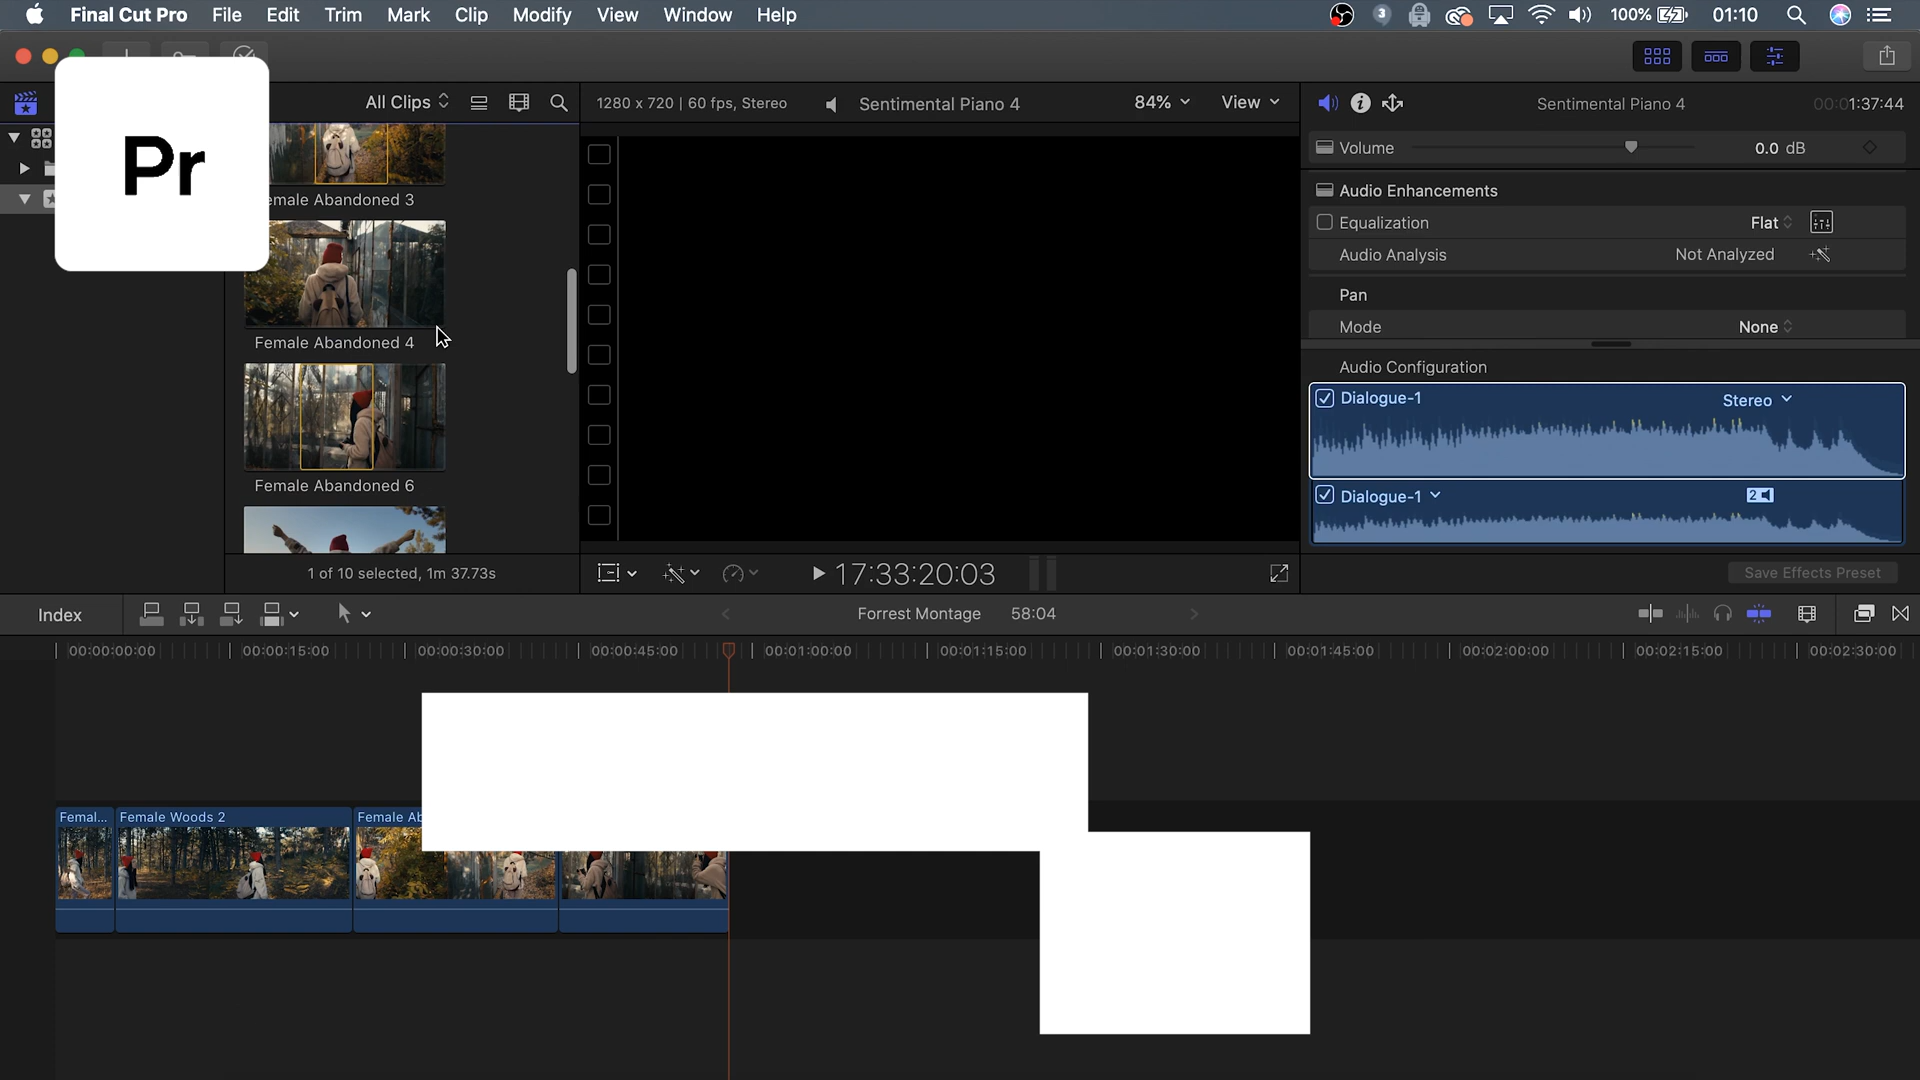 Final Cut Pro File Edit Trim Mark Clip Modify View Window Help 3 100% 01:10
Pr
All Clips
1280 x 720 | 60 fps, Stereo Sentimental Piano 4 84% View
Sentimental Piano 4 00:01:37:44
Volume 0.0 dB
Audio Enhancements
Equalization Flat
Audio Analysis Not Analyzed
Pan
Mode None
Audio Configuration
Dialogue-1 Stereo
Dialogue-1 2
emale Abandoned 3
Female Abandoned 4
Female Abandoned 6
1 of 10 selected, 1m 37.73s
17:33:20:03
Save Effects Preset
Index Forrest Montage 58:04
00:00:00:00 00:00:15:00 00:00:30:00 00:00:45:00 00:01:00:00 00:01:15:00 00:01:30:00 00:01:45:00 00:02:00:00 00:02:15:00 00:02:30:00
Femal... Female Woods 2 Female Ab